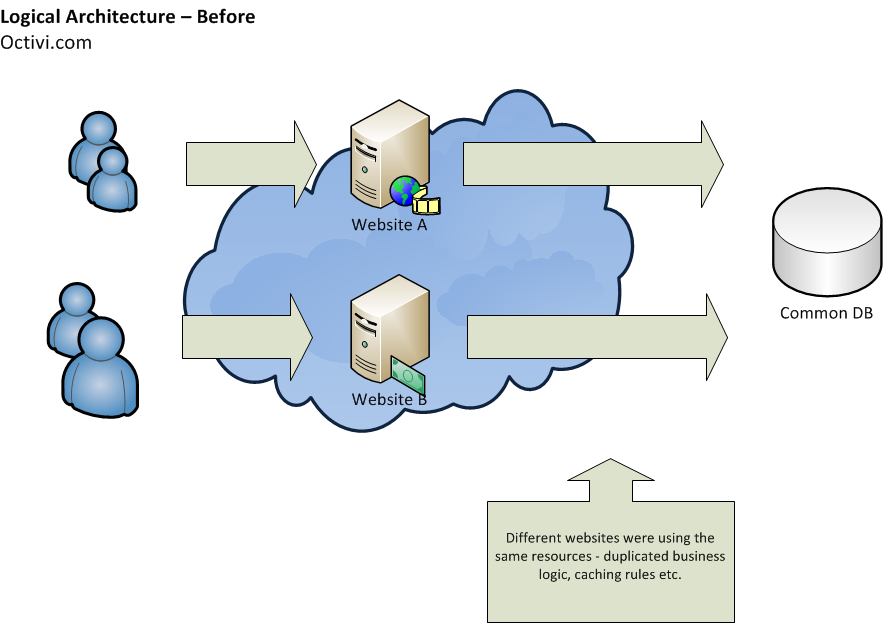 Logical Architecture – Before
Octivi.com
Website A
Common DB
Website B
Different websites were using the
same resources - duplicated business
logic, caching rules etc.